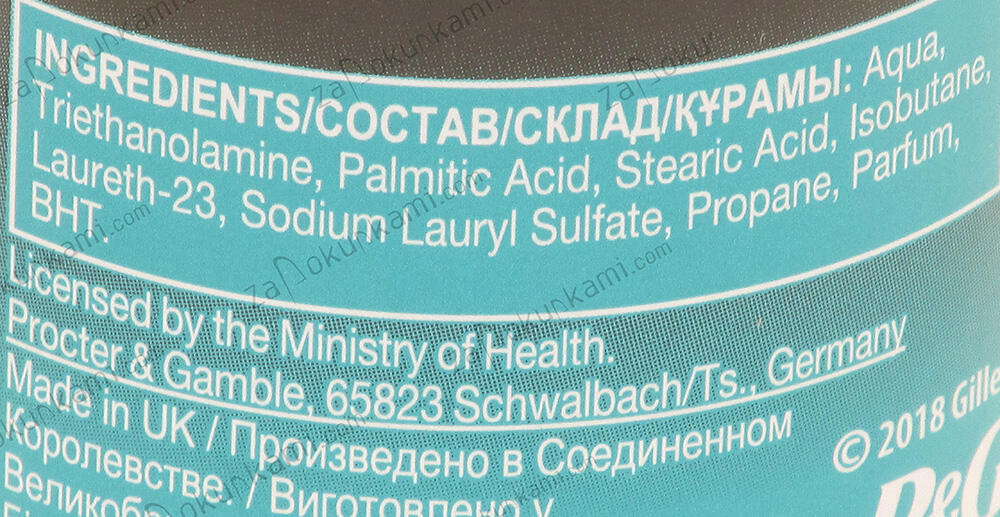 INGREDIENTS/СОСТАВ/СКЛАД/ҚҰРАМЫ: Aqua,
Triethanolamine, Palmitic Acid, Stearic Acid, Isobutane,
Laureth-23, Sodium Lauryl Sulfate, Propane, Parfum,
BHT.
Licensed by the Ministry of Health.
Procter & Gamble, 65823 Schwalbach/Ts., Germany
Made in UK / Произведено в Соединенном
Королевстве. / Виготовлено у
© 2018
P&G
zaпokunkami.com